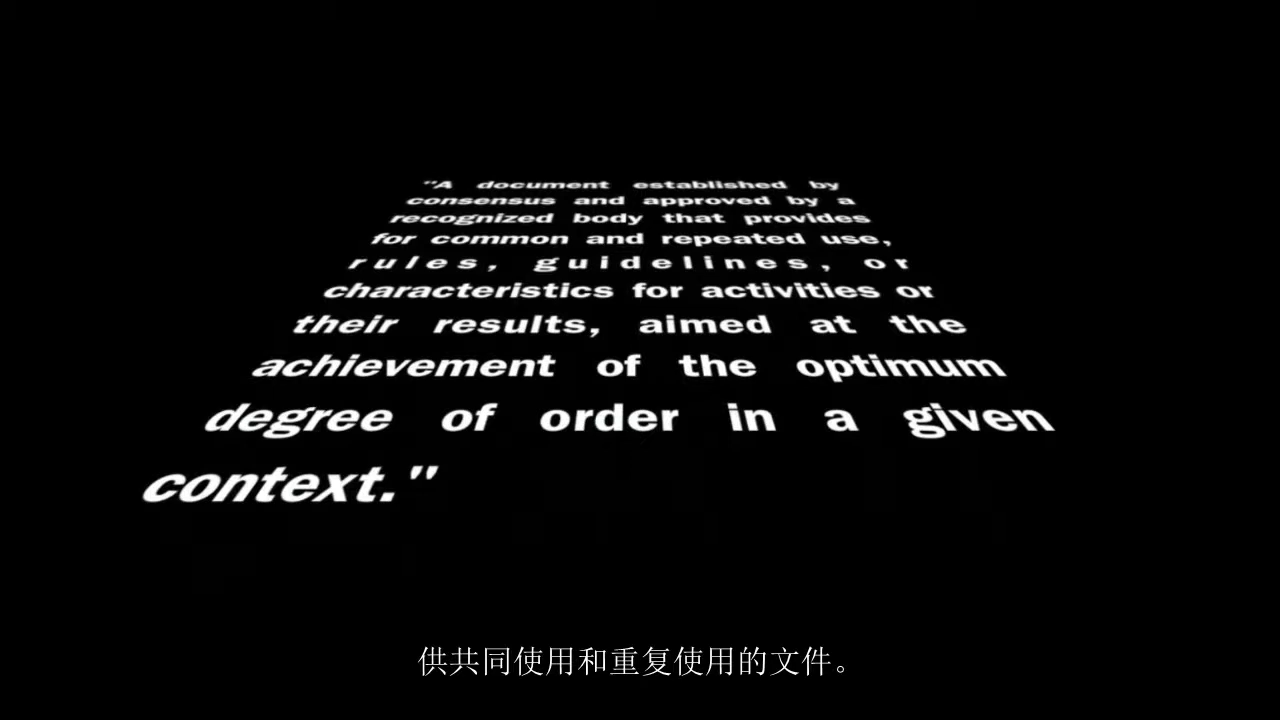 "A document established by
consensus and approved by a
recognized body that provides
for common and repeated use,
rules, guidelines, or
characteristics for activities or
their results, aimed at the
achievement of the optimum
degree of order in a given
context."
供共同使用和重复使用的文件。